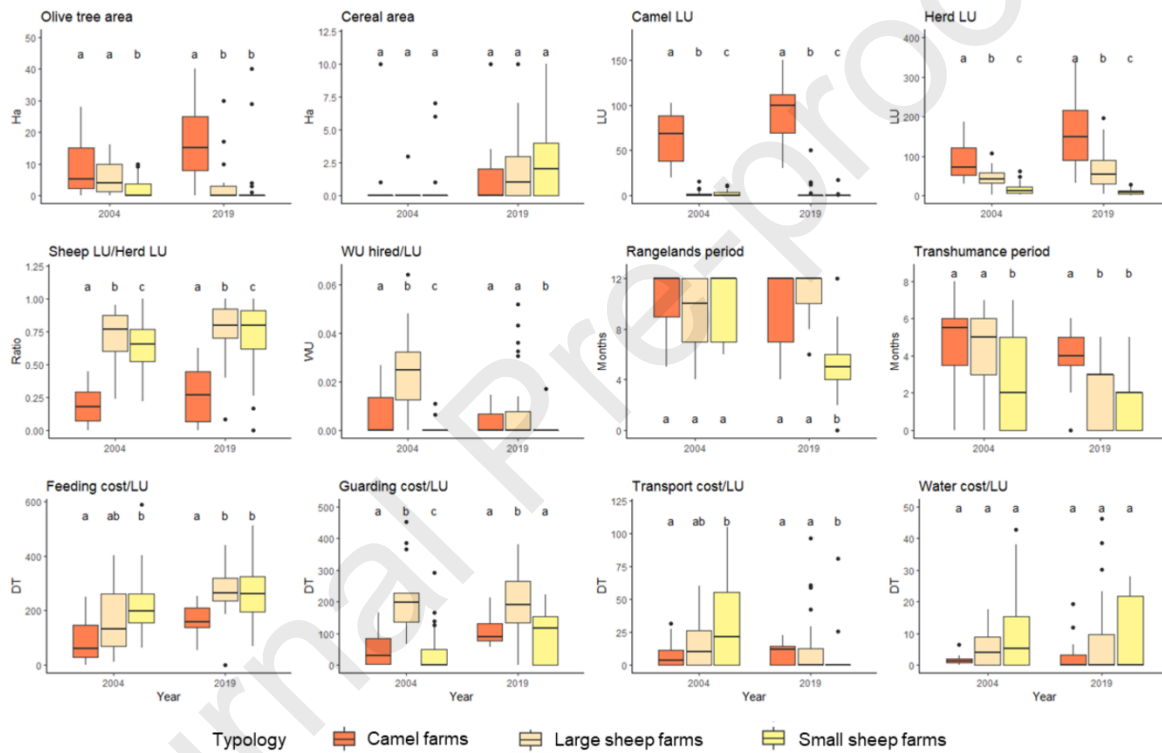 Olive tree area Cereal area Camel LU Herd LU
50 a a b a b b
40
30
20
10
0
Ha
2004 2019
10.0 a a a a a a
7.5
5.0
2.5
0.0
Ha
2004 2019
150 a b c a b c
100
50
0
LU
2004 2019
400 a b c a b c
300
200
100
0
LU
2004 2019
Sheep LU/Herd LU WU hired/LU Rangelands period Transhumance period
1.25 a b c a b c
1.00
0.75
0.50
0.25
0.00
Ratio
2004 2019
0.06 a b c a a b
0.04
0.02
0.00
WU
2004 2019
12
8
4
0 a a a a a b
Months
2004 2019
8 a a b a b b
6
4
2
0
Months
2004 2019
Feeding cost/LU Guarding cost/LU Transport cost/LU Water cost/LU
600 a ab b a b b
400
200
0
DT
2004 2019
500 a b c a b a
400
300
200
100
0
DT
2004 2019
125 a ab b a a b
100
75
50
25
0
DT
2004 2019
50 a a a a a a
40
30
20
10
0
DT
2004 2019
Year Year Year Year
Typology Camel farms Large sheep farms Small sheep farms
urnal Pre-proo